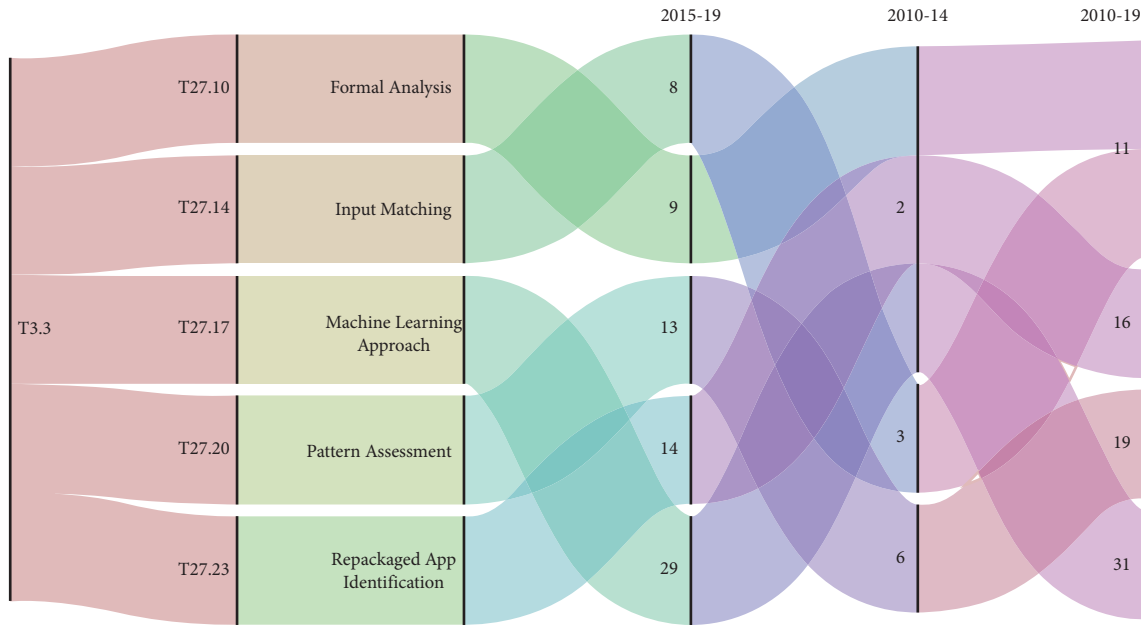 2015-19
2010-14
2010-19
T3.3
T27.10
T27.14
T27.17
T27.20
T27.23
Formal Analysis
Input Matching
Machine Learning
Approach
Pattern Assessment
Repackaged App
Identification
8
9
13
14
29
2
3
6
11
16
19
31